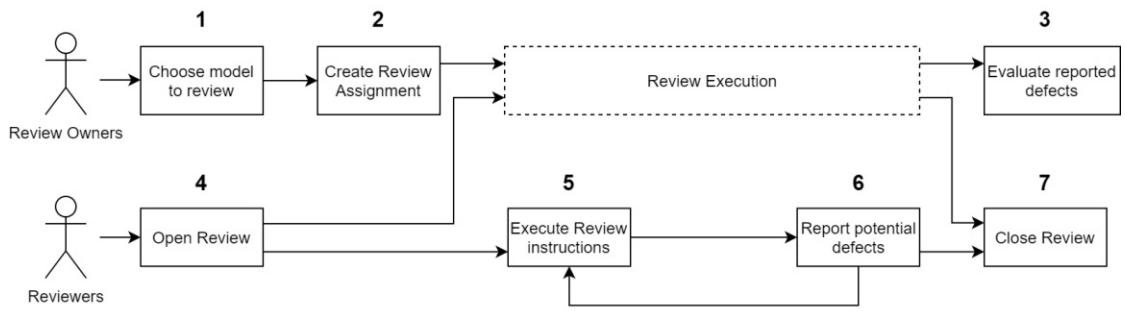 1
2
3
Choose model
to review
Create Review
Assignment
Review Execution
Evaluate reported
defects
Review Owners
4
5
6
7
Open Review
Execute Review
instructions
Report potential
defects
Close Review
Reviewers